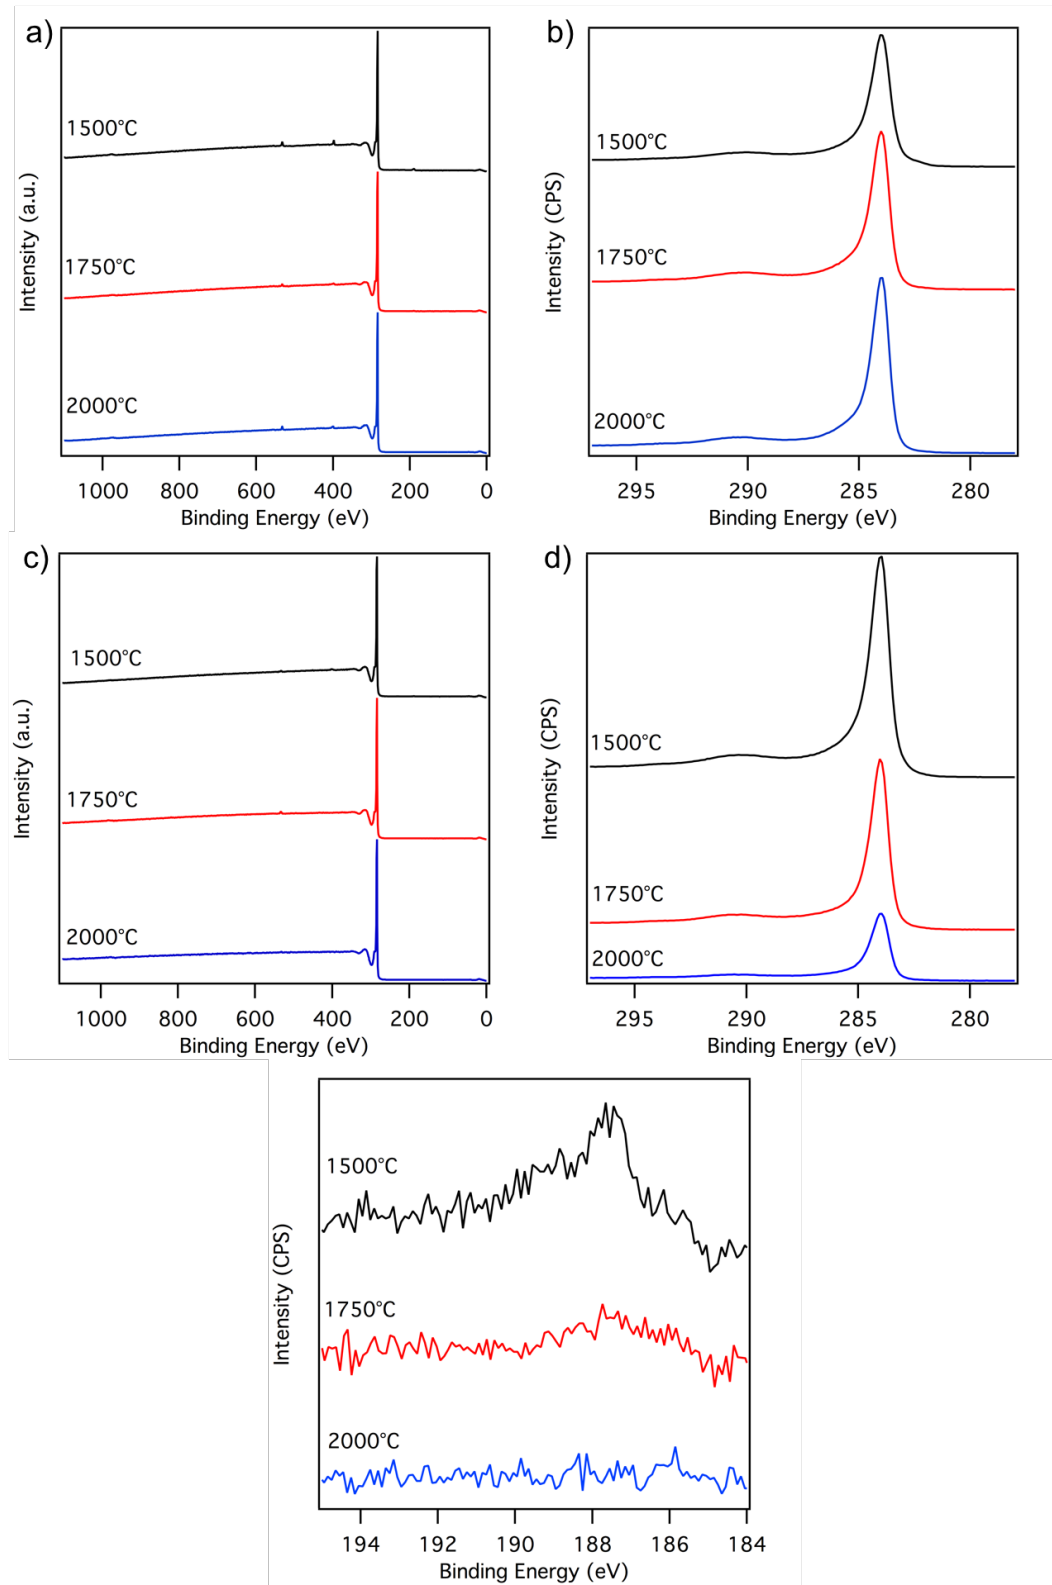 a)
1500°C
1750°C
2000°C
Intensity (a.u.)
1000 800 600 400 200 0
Binding Energy (eV)
b)
1500°C
1750°C
2000°C
Intensity (CPS)
295 290 285 280
Binding Energy (eV)
c)
1500°C
1750°C
2000°C
Intensity (a.u.)
1000 800 600 400 200 0
Binding Energy (eV)
d)
1500°C
1750°C
2000°C
Intensity (CPS)
295 290 285 280
Binding Energy (eV)
1500°C
1750°C
2000°C
Intensity (CPS)
194 192 190 188 186 184
Binding Energy (eV)